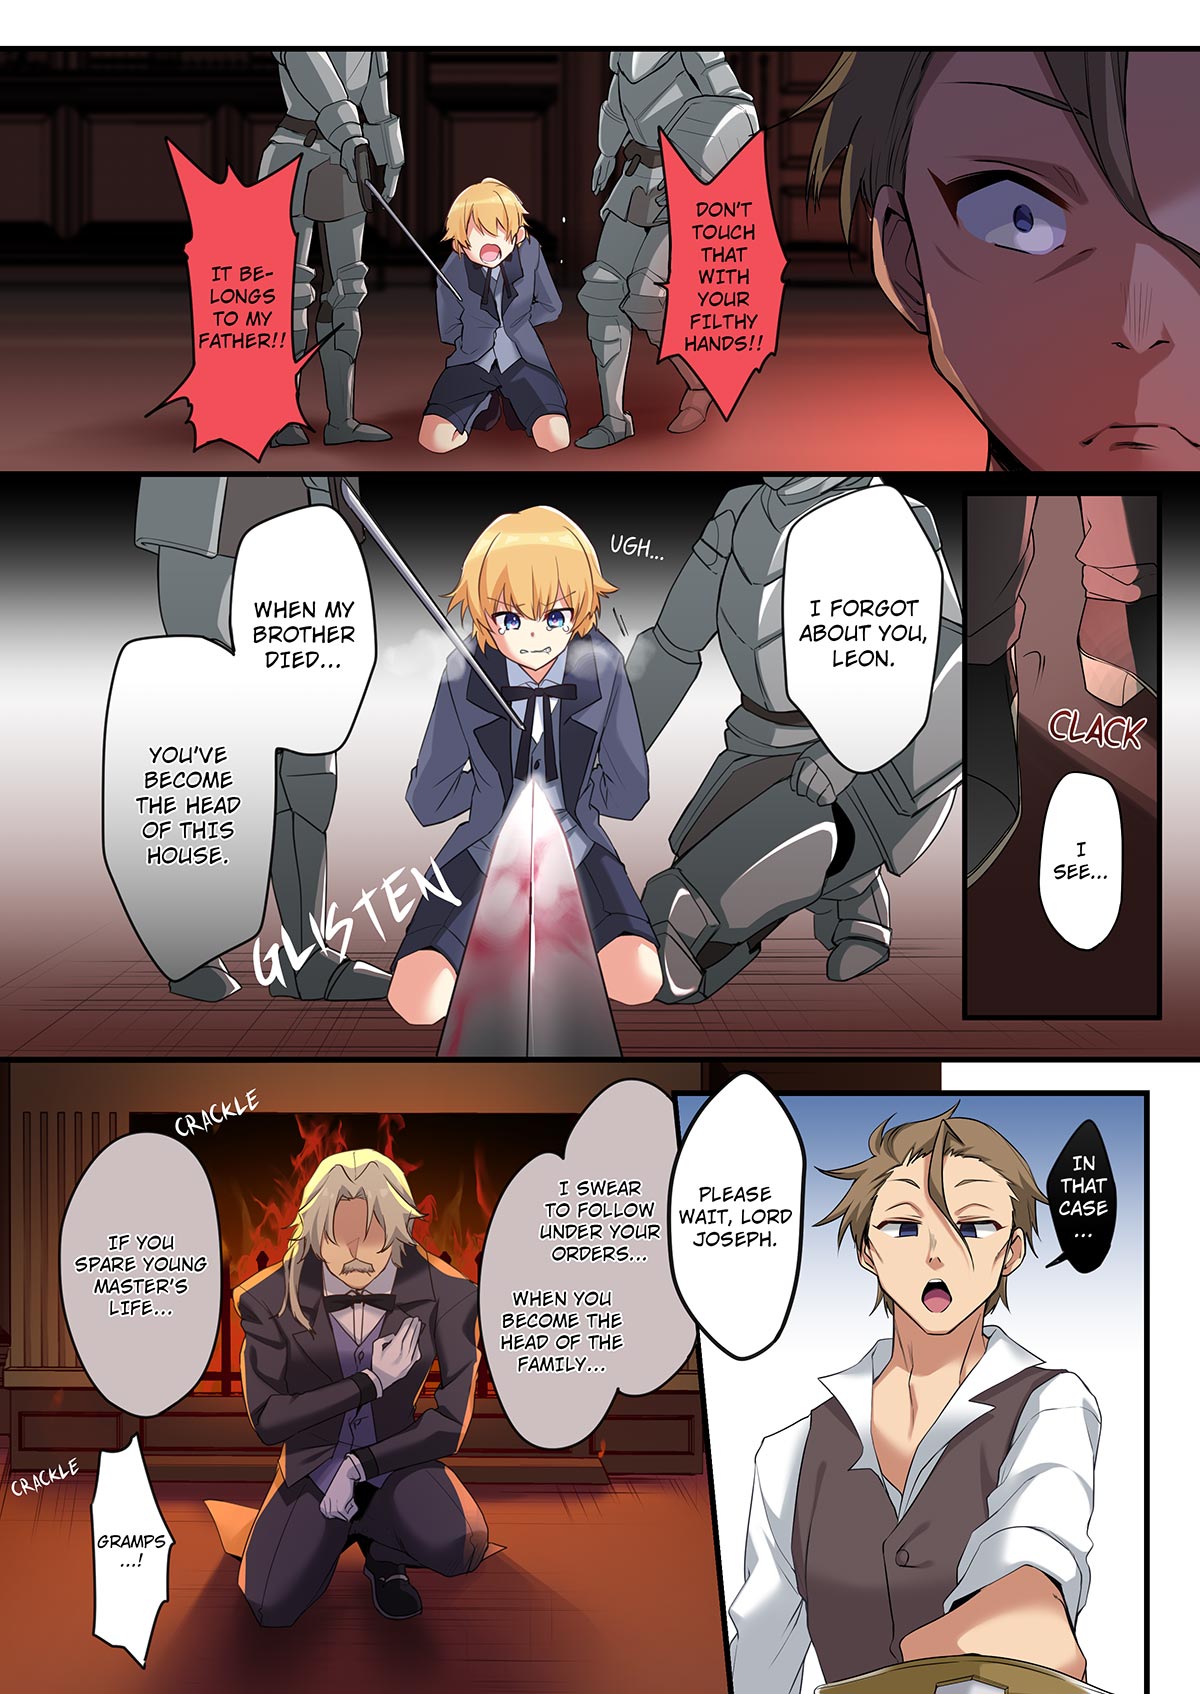 DON'T
TOUCH
THAT
WITH
YOUR
FILTHY
HANDS!!
IT BE-
LONGS
TO MY
FATHER!!
CLACK
I
SEE...
I FORGOT
ABOUT YOU,
LEON.
UGH...
WHEN MY
BROTHER
DIED...
YOU'VE
BECOME
THE HEAD
OF THIS
HOUSE.
GLISTEN
IN
THAT
CASE
...
PLEASE
WAIT, LORD
JOSEPH.
I SWEAR
TO FOLLOW
UNDER YOUR
ORDERS...
WHEN YOU
BECOME THE
HEAD OF THE
FAMILY...
CRACKLE
IF YOU
SPARE YOUNG
MASTER'S
LIFE...
CRACKLE
GRAMPS
...!